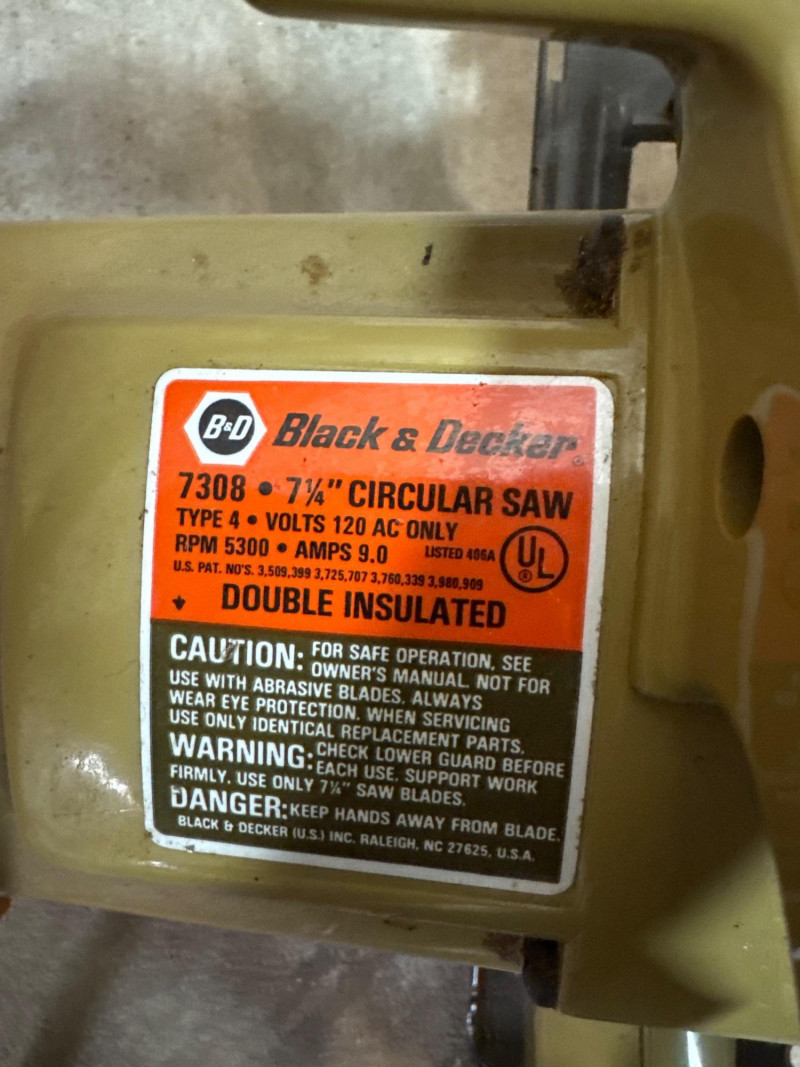 B&D Black & Decker®
7308 • 7¼" CIRCULAR SAW
TYPE 4 • VOLTS 120 AC ONLY
RPM 5300 • AMPS 9.0 LISTED 406A UL®
U.S. PAT. NO'S. 3,509,399 3,725,707 3,760,339 3,980,909
DOUBLE INSULATED
CAUTION: FOR SAFE OPERATION, SEE
OWNER'S MANUAL. NOT FOR
USE WITH ABRASIVE BLADES. ALWAYS
WEAR EYE PROTECTION. WHEN SERVICING
USE ONLY IDENTICAL REPLACEMENT PARTS.
WARNING: CHECK LOWER GUARD BEFORE
EACH USE. SUPPORT WORK
FIRMLY. USE ONLY 7¼" SAW BLADES.
DANGER: KEEP HANDS AWAY FROM BLADE.
BLACK & DECKER (U.S.) INC. RALEIGH, NC 27625, U.S.A.